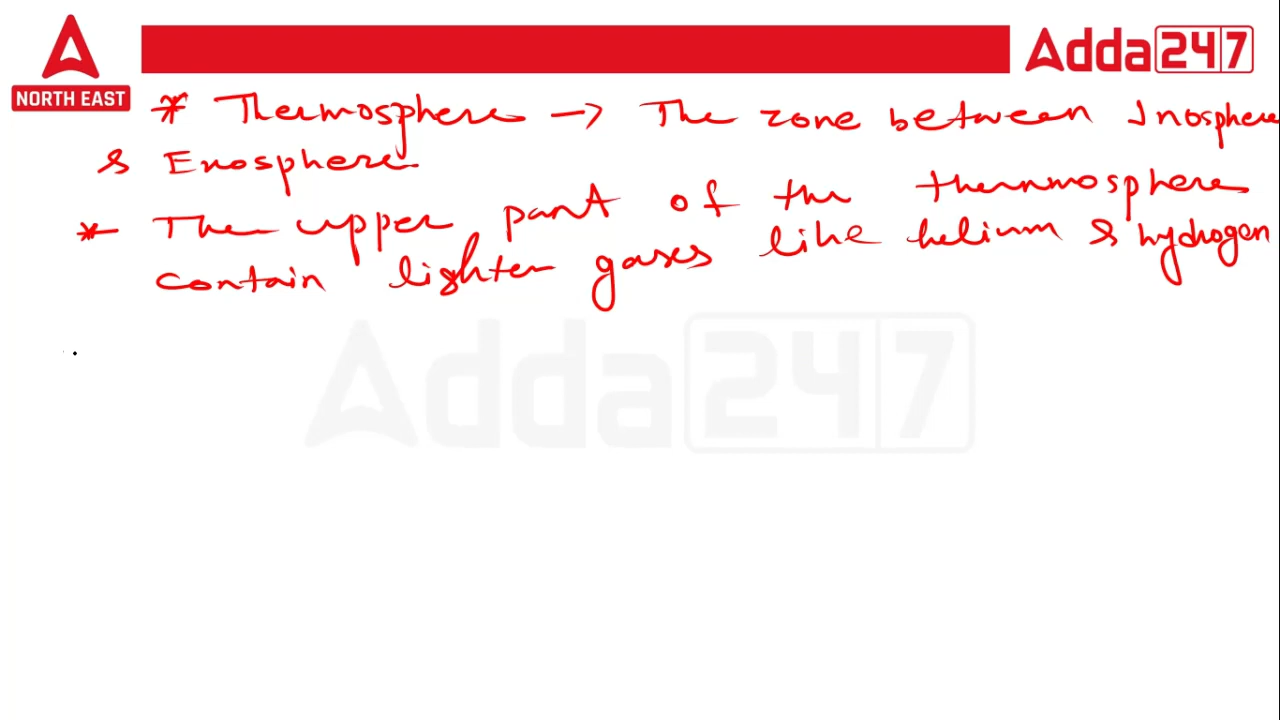 NORTH EAST
Adda247
* Thermosphere → The zone between Inosphere
& Exosphere
* The upper part of the thermosphere
contain lighter gases like helium & hydrogen
Adda247